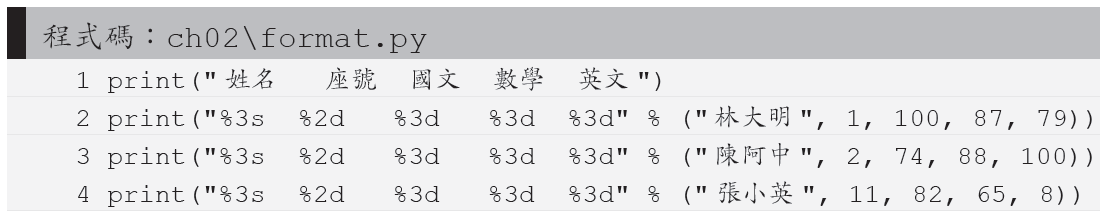 程式碼：ch02\format.py
1 print("姓名   座號  國文  數學  英文")
2 print("%3s  %2d   %3d   %3d  %3d" % ("林大明", 1, 100, 87, 79))
3 print("%3s  %2d   %3d   %3d  %3d" % ("陳阿中", 2, 74, 88, 100))
4 print("%3s  %2d   %3d   %3d  %3d" % ("張小英", 11, 82, 65, 8))